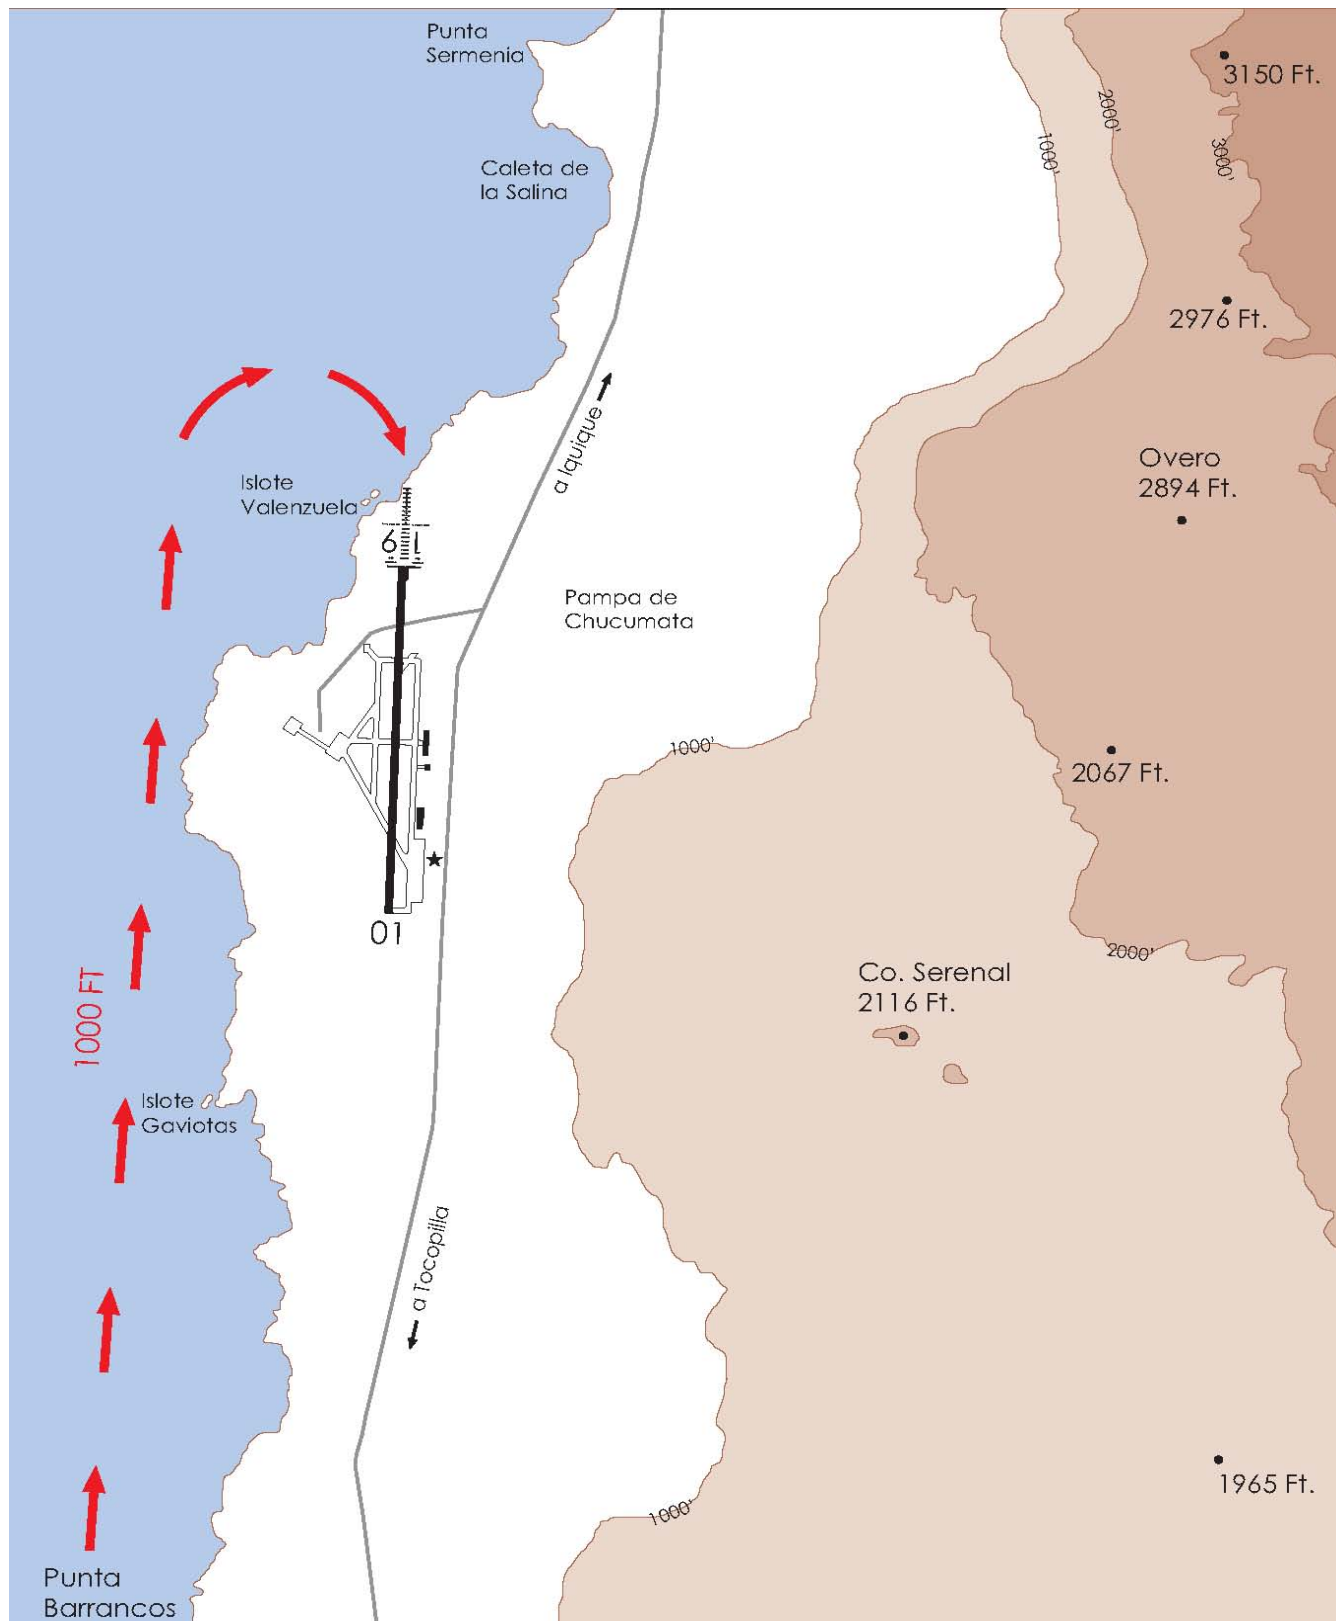 Punta
Sermenia
3150 Ft.
2000'
1000'
3000'
Caleta de
la Salina
2976 Ft.
a Iquique
Overo
2894 Ft.
Islote
Valenzuela
19
Pampa de
Chucumata
1000'
2067 Ft.
01
2000'
Co. Serenal
2116 Ft.
1000 FT
Islote
Gaviotas
a Tocopilla
1965 Ft.
1000'
Punta
Barrancos